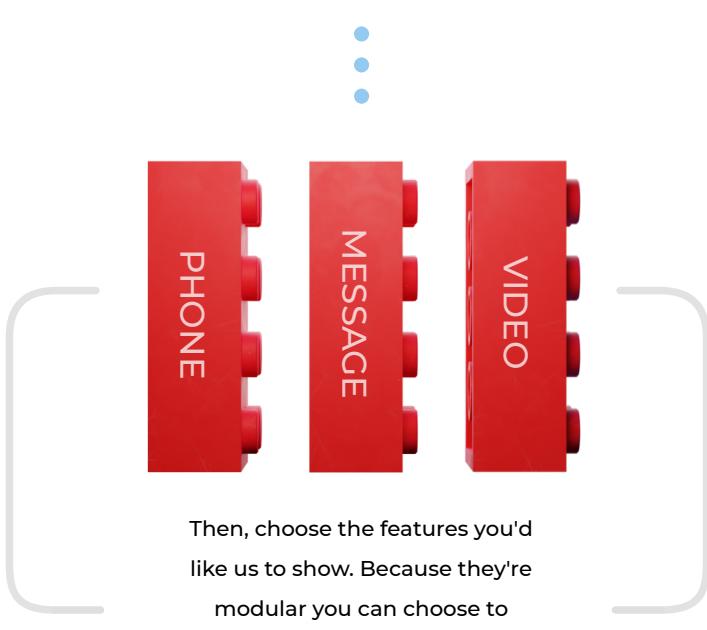 PHONE
MESSAGE
VIDEO
Then, choose the features you'd
like us to show. Because they're
modular you can choose to